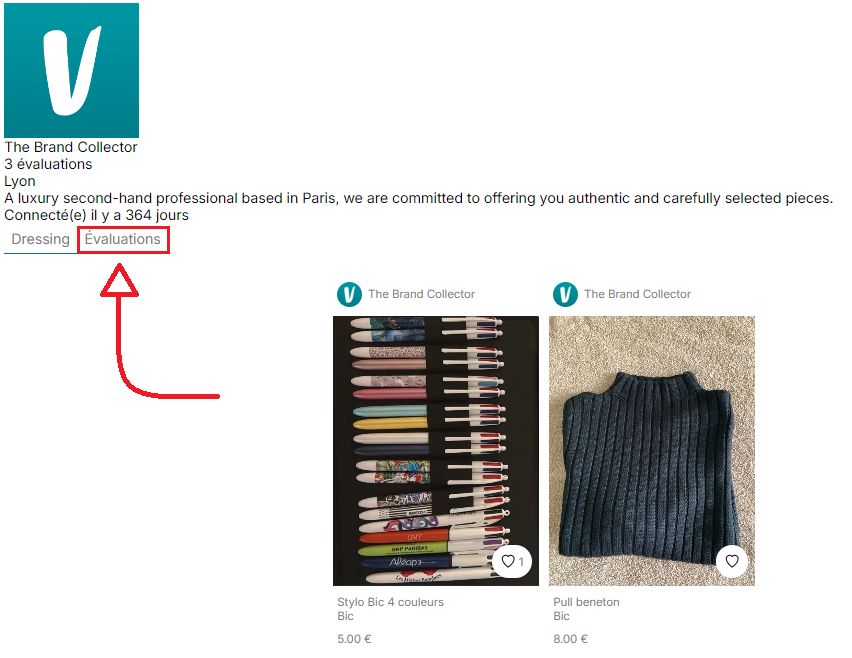 The Brand Collector
3 évaluations
Lyon
A luxury second-hand professional based in Paris, we are committed to offering you authentic and carefully selected pieces.
Connecté(e) il y a 364 jours
Dressing Évaluations
The Brand Collector
The Brand Collector
BNP PARIBAS
1
Stylo Bic 4 couleurs
Bic
5.00 €
Pull beneton
Bic
8.00 €